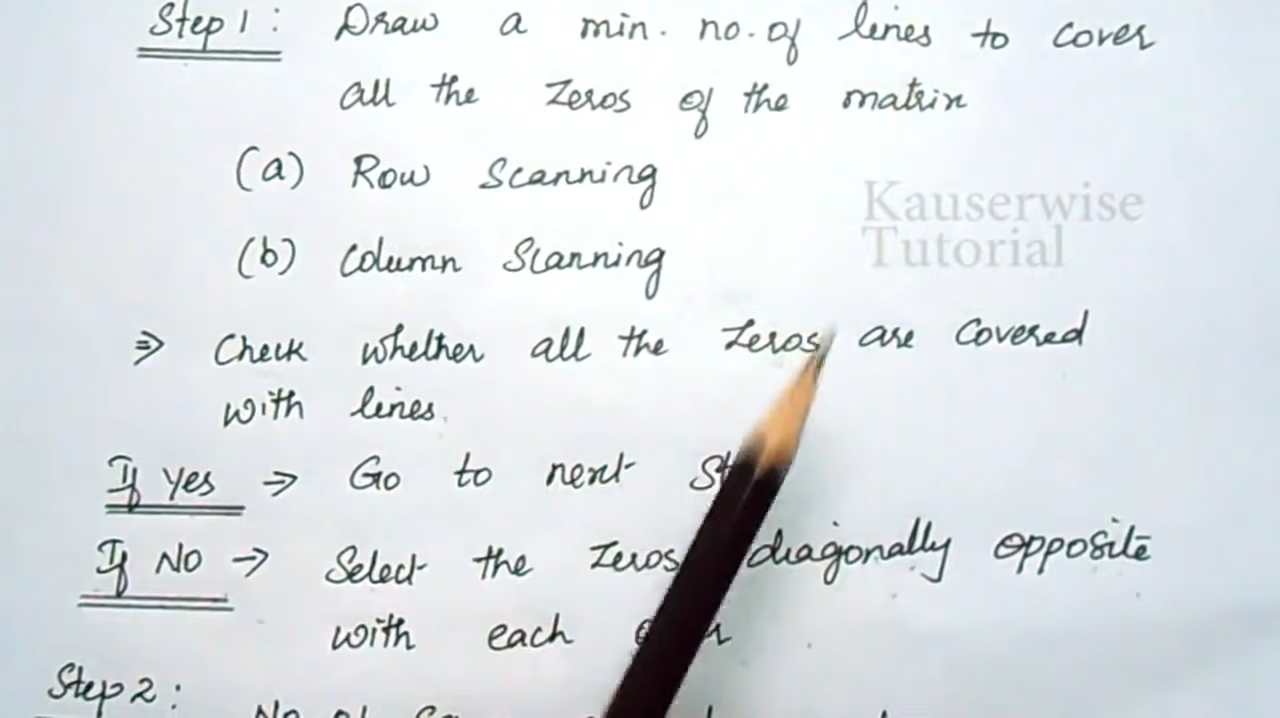 Step 1 : Draw a min. no. of lines to cover
all the Zeros of the matrix
(a) Row Scanning
(b) Column Scanning
Kauserwise
Tutorial
⇒ Check whether all the Zeros are Covered
with lines.
If Yes → Go to next
If No → Select the Zeros diagonally opposite
with each
Step 2 :
No. of